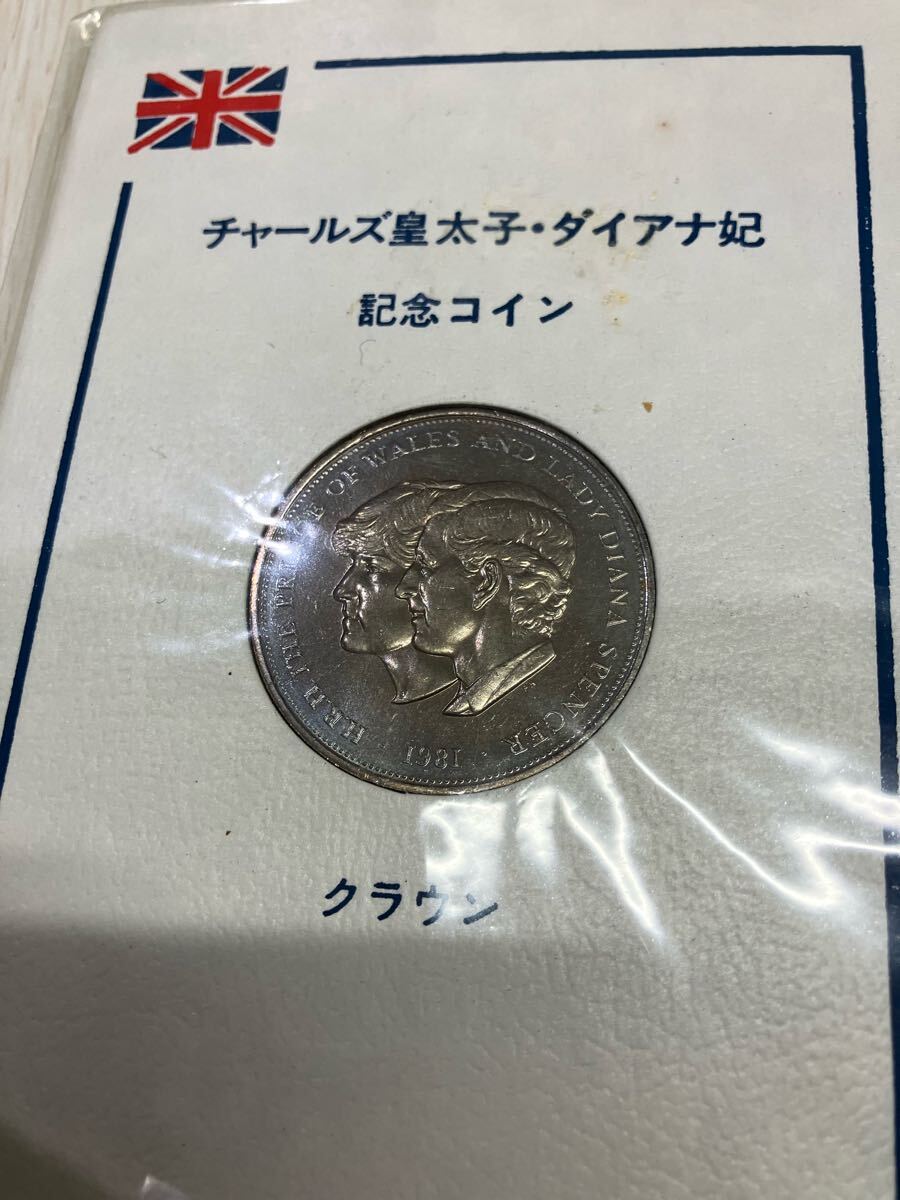 チャールズ皇太子・ダイアナ妃
記念コイン
H.R.H. THE PRINCE OF WALES AND LADY DIANA SPENCER
1981
クラウン